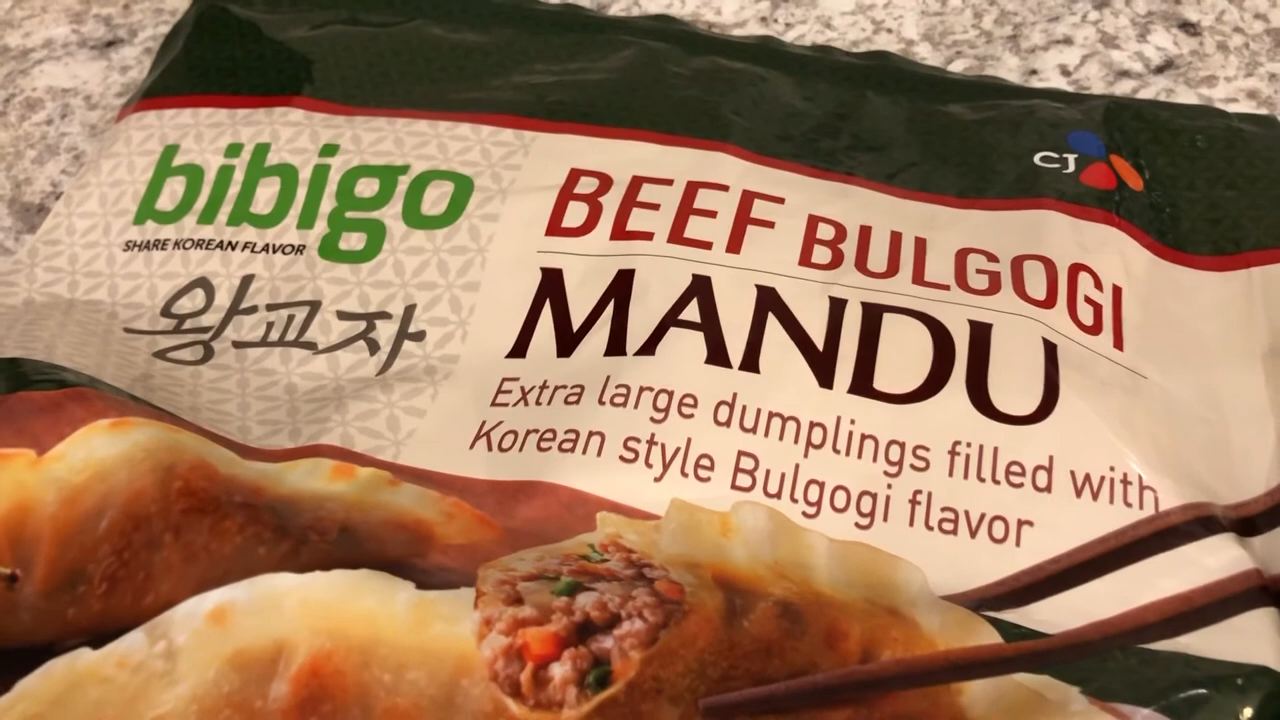 bibigo
SHARE KOREAN FLAVOR
왕교자
CJ
BEEF BULGOGI
MANDU
Extra large dumplings filled with
Korean style Bulgogi flavor